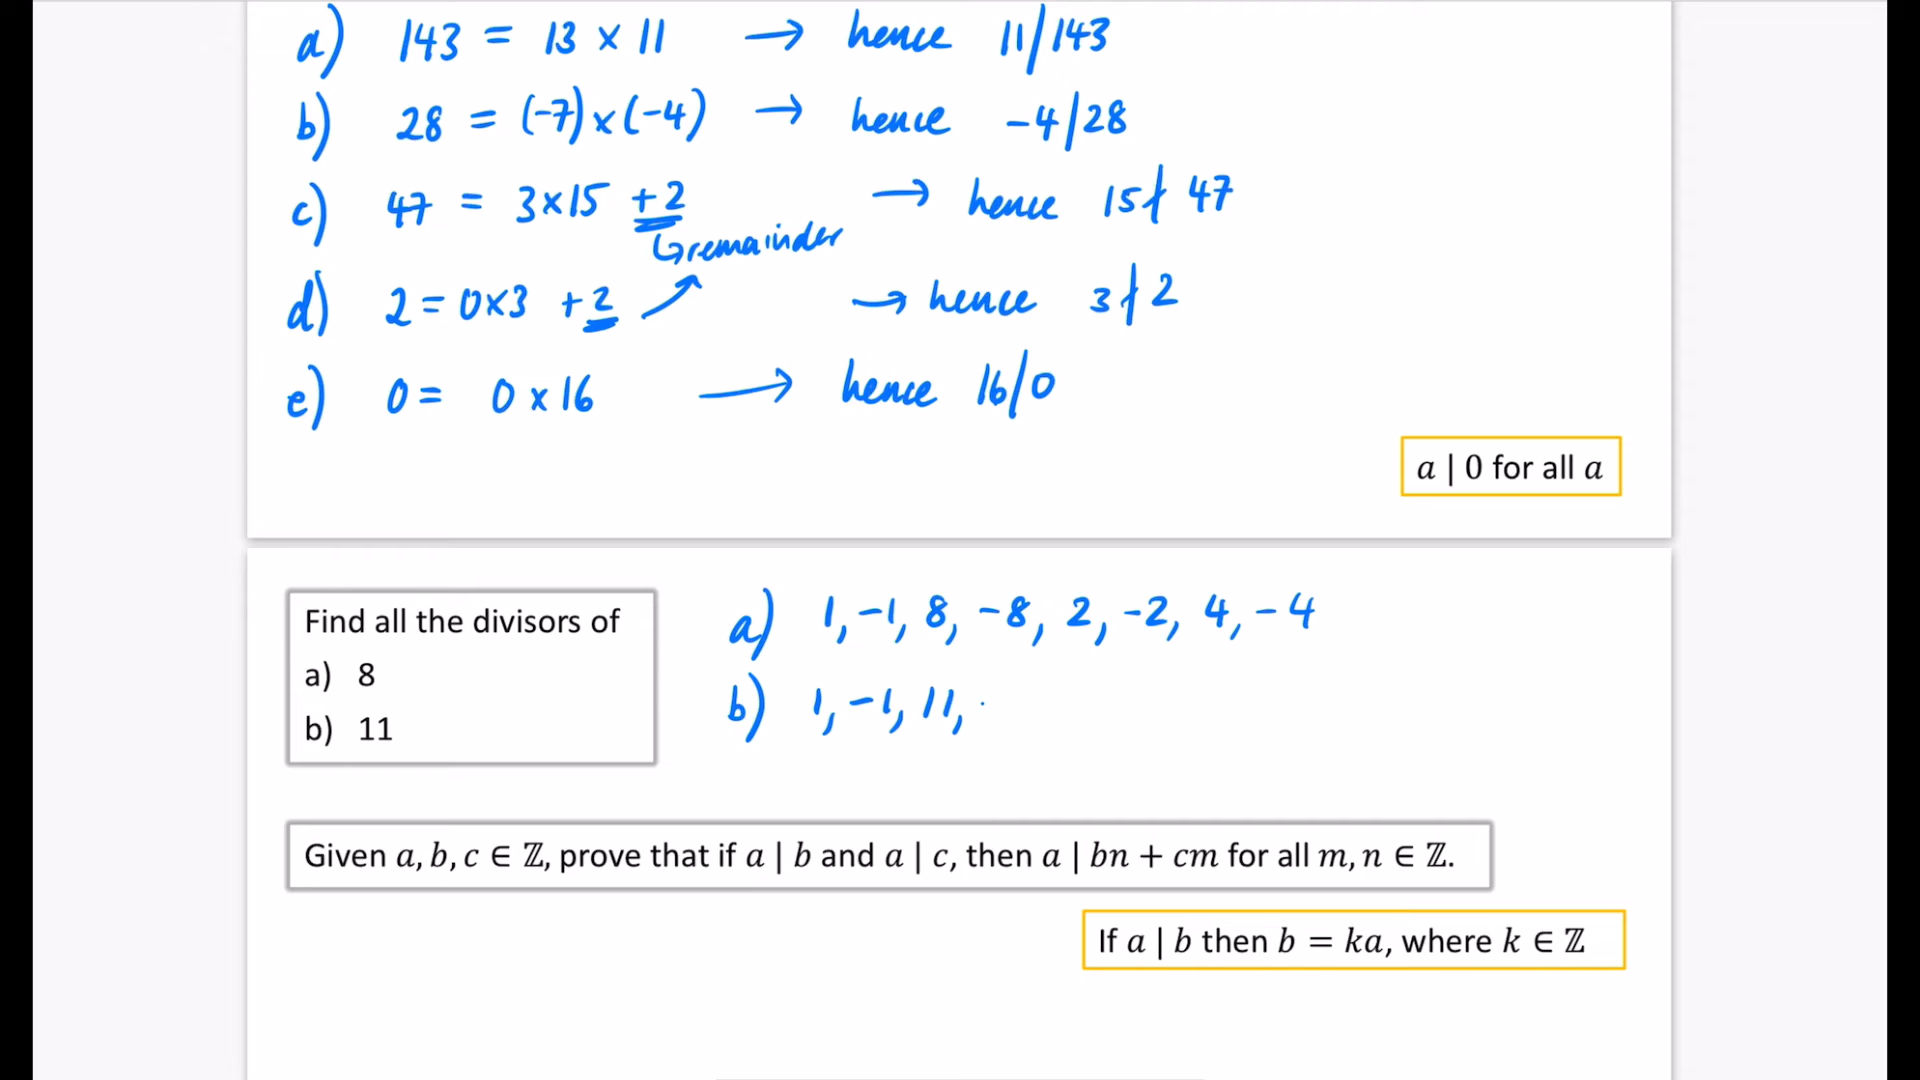 a) 143 = 13 × 11 → hence 11/143
b) 28 = (-7)×(-4) → hence -4/28
c) 47 = 3×15 +2 → hence 15∤47
↳remainder
d) 2 = 0×3 +2 → hence 3∤2
e) 0 = 0 × 16 → hence 16/0
a | 0 for all a
Find all the divisors of
a) 8
b) 11
a) 1, -1, 8, -8, 2, -2, 4, -4
b) 1, -1, 11,
Given a, b, c ∈ ℤ, prove that if a | b and a | c, then a | bn + cm for all m, n ∈ ℤ.
If a | b then b = ka, where k ∈ ℤ